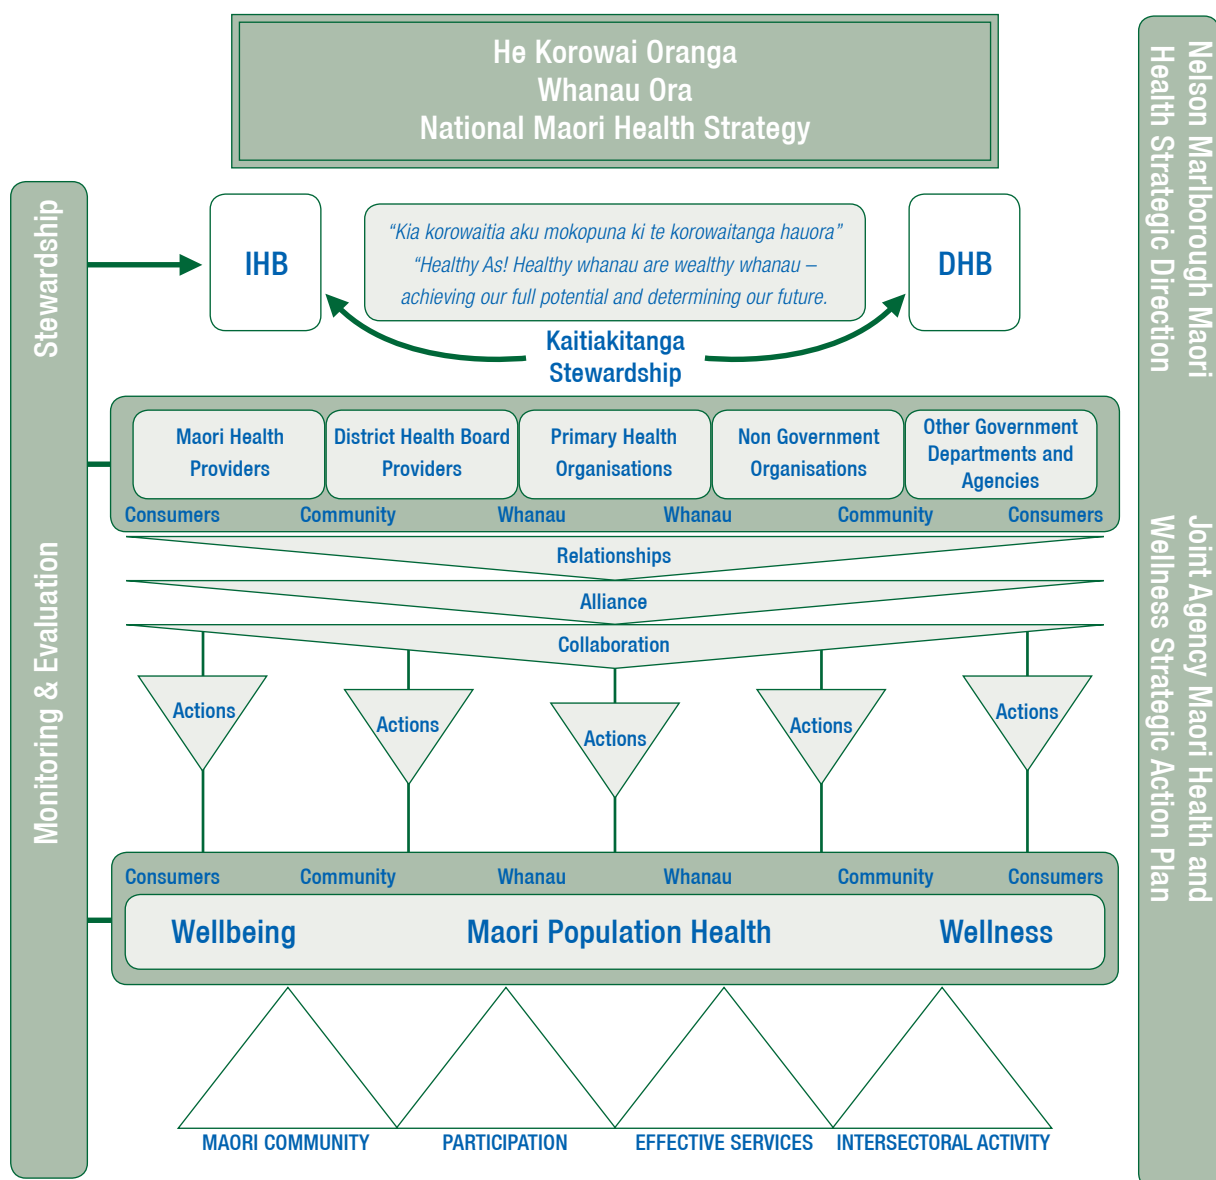 He Korowai Oranga
Whanau Ora
National Maori Health Strategy
Nelson Marlborough Maori
Health Strategic Direction
Stewardship
IHB
“Kia korowaitia aku mokopuna ki te korowaitanga hauora”
“Healthy As! Healthy whanau are wealthy whanau –
achieving our full potential and determining our future.
DHB
Kaitiakitanga
Stewardship
Maori Health
Providers
District Health Board
Providers
Primary Health
Organisations
Non Government
Organisations
Other Government
Departments and
Agencies
Consumers Community Whanau Whanau Community Consumers
Relationships
Alliance
Collaboration
Monitoring & Evaluation
Joint Agency Maori Health and
Wellness Strategic Action Plan
Actions
Actions
Actions
Actions
Actions
Consumers Community Whanau Whanau Community Consumers
Wellbeing Maori Population Health Wellness
MAORI COMMUNITY PARTICIPATION EFFECTIVE SERVICES INTERSECTORAL ACTIVITY